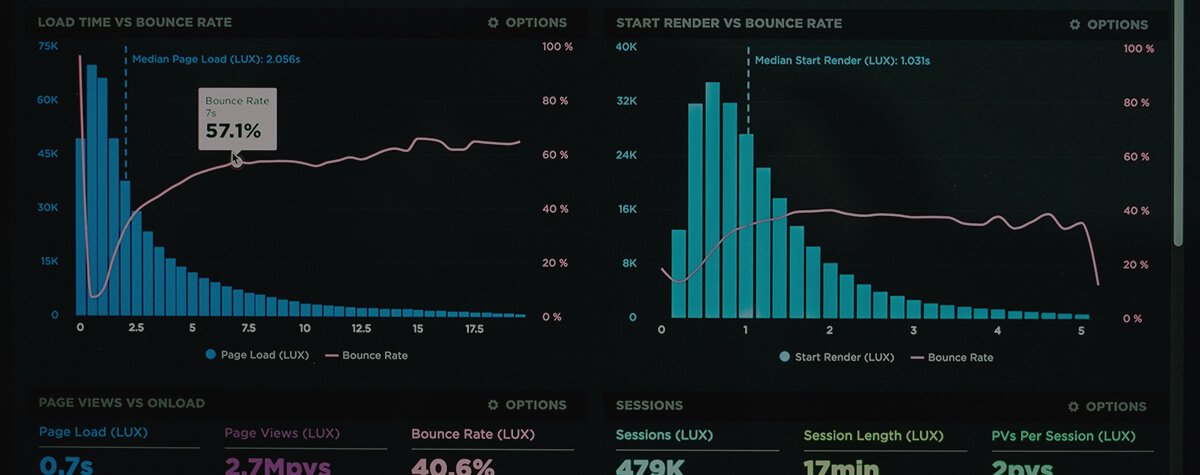 LOAD TIME VS BOUNCE RATE
OPTIONS
75K
60K
45K
30K
15K
0
100 %
80 %
60 %
40 %
20 %
0 %
Median Page Load (LUX): 2.056s
Bounce Rate
7s
57.1%
0 2.5 5 7.5 10 12.5 15 17.5
Page Load (LUX) Bounce Rate
START RENDER VS BOUNCE RATE
OPTIONS
40K
32K
24K
16K
8K
0
100 %
80 %
60 %
40 %
20 %
0 %
Median Start Render (LUX): 1.031s
0 1 2 3 4 5
Start Render (LUX) Bounce Rate
PAGE VIEWS VS ONLOAD
OPTIONS
Page Load (LUX) Page Views (LUX) Bounce Rate (LUX)
0.7s 2.7Mpvs 40.6%
SESSIONS
OPTIONS
Sessions (LUX) Session Length (LUX) PVs Per Session (LUX)
479K 17min 2pvs